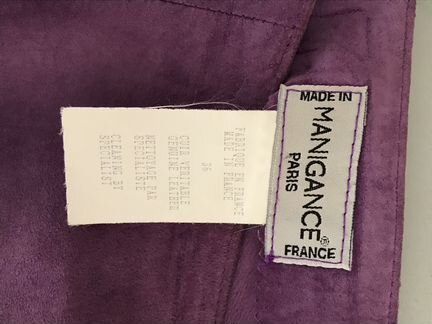 MADE IN
MANIGANCE®
PARIS
FRANCE
FABRIQUE EN FRANCE
MADE IN FRANCE
36
CUIR VERITABLE
GENUINE LEATHER
NETTOYAGE PAR
SPECIALISTE
CLEANING BY
SPECIALIST